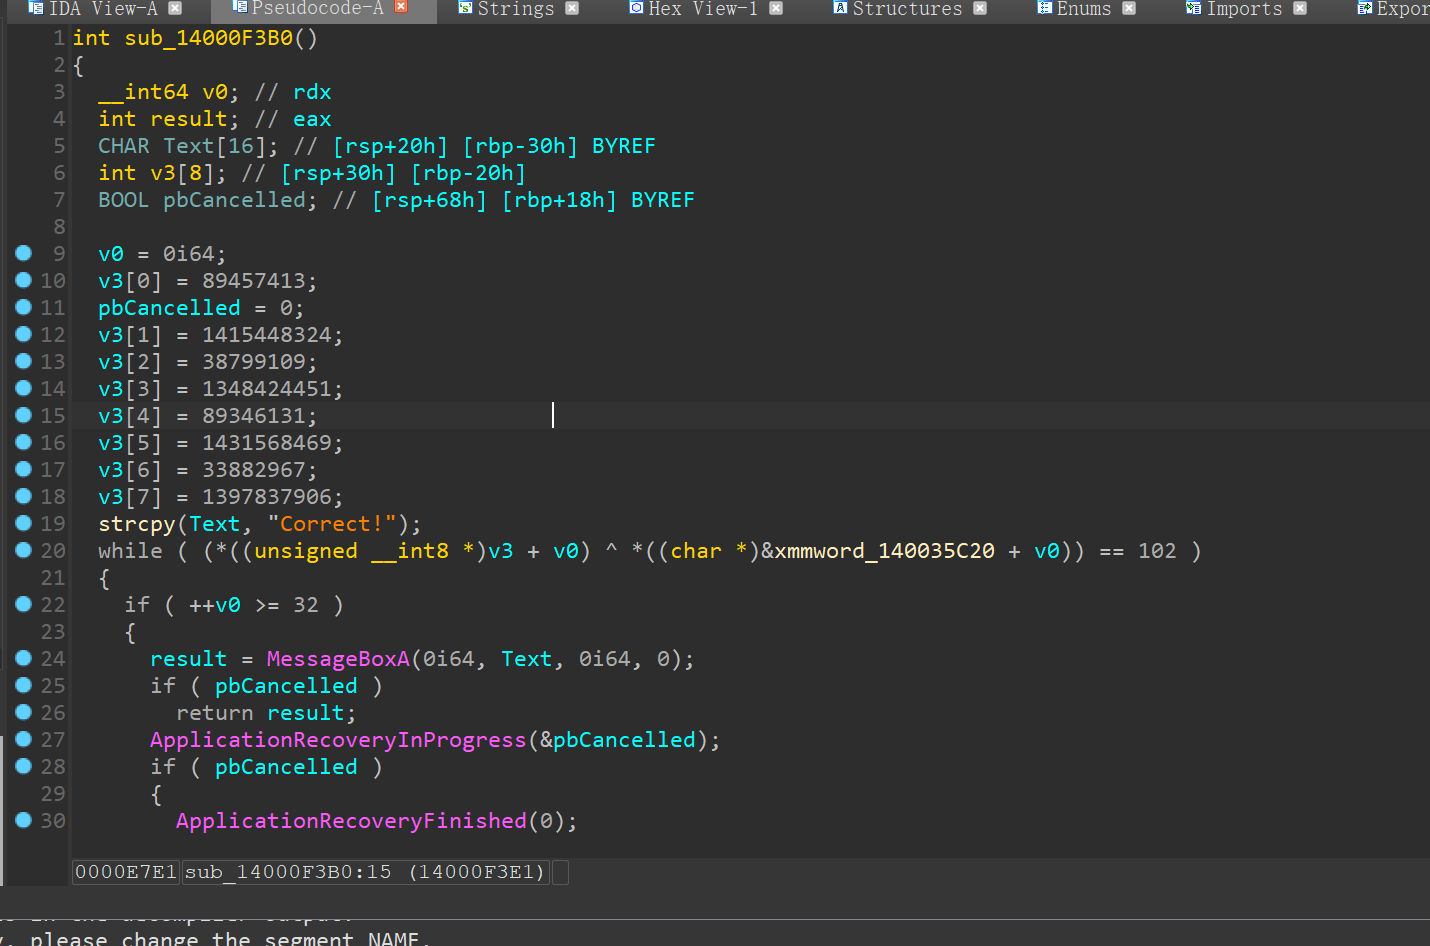 IDA View-A Pseudocode-A Strings Hex View-1 Structures Enums Imports Expor
1 int sub_14000F3B0()
2 {
3 __int64 v0; // rdx
4 int result; // eax
5 CHAR Text[16]; // [rsp+20h] [rbp-30h] BYREF
6 int v3[8]; // [rsp+30h] [rbp-20h]
7 BOOL pbCancelled; // [rsp+68h] [rbp+18h] BYREF
8
9 v0 = 0i64;
10 v3[0] = 89457413;
11 pbCancelled = 0;
12 v3[1] = 1415448324;
13 v3[2] = 38799109;
14 v3[3] = 1348424451;
15 v3[4] = 89346131;
16 v3[5] = 1431568469;
17 v3[6] = 33882967;
18 v3[7] = 1397837906;
19 strcpy(Text, "Correct!");
20 while ( (*((unsigned __int8 *)v3 + v0) ^ *((char *)&xmmword_140035C20 + v0)) == 102 )
21 {
22 if ( ++v0 >= 32 )
23 {
24 result = MessageBoxA(0i64, Text, 0i64, 0);
25 if ( pbCancelled )
26 return result;
27 ApplicationRecoveryInProgress(&pbCancelled);
28 if ( pbCancelled )
29 {
30 ApplicationRecoveryFinished(0);
0000E7E1 sub_14000F3B0:15 (14000F3E1)
please change the segment NAME.